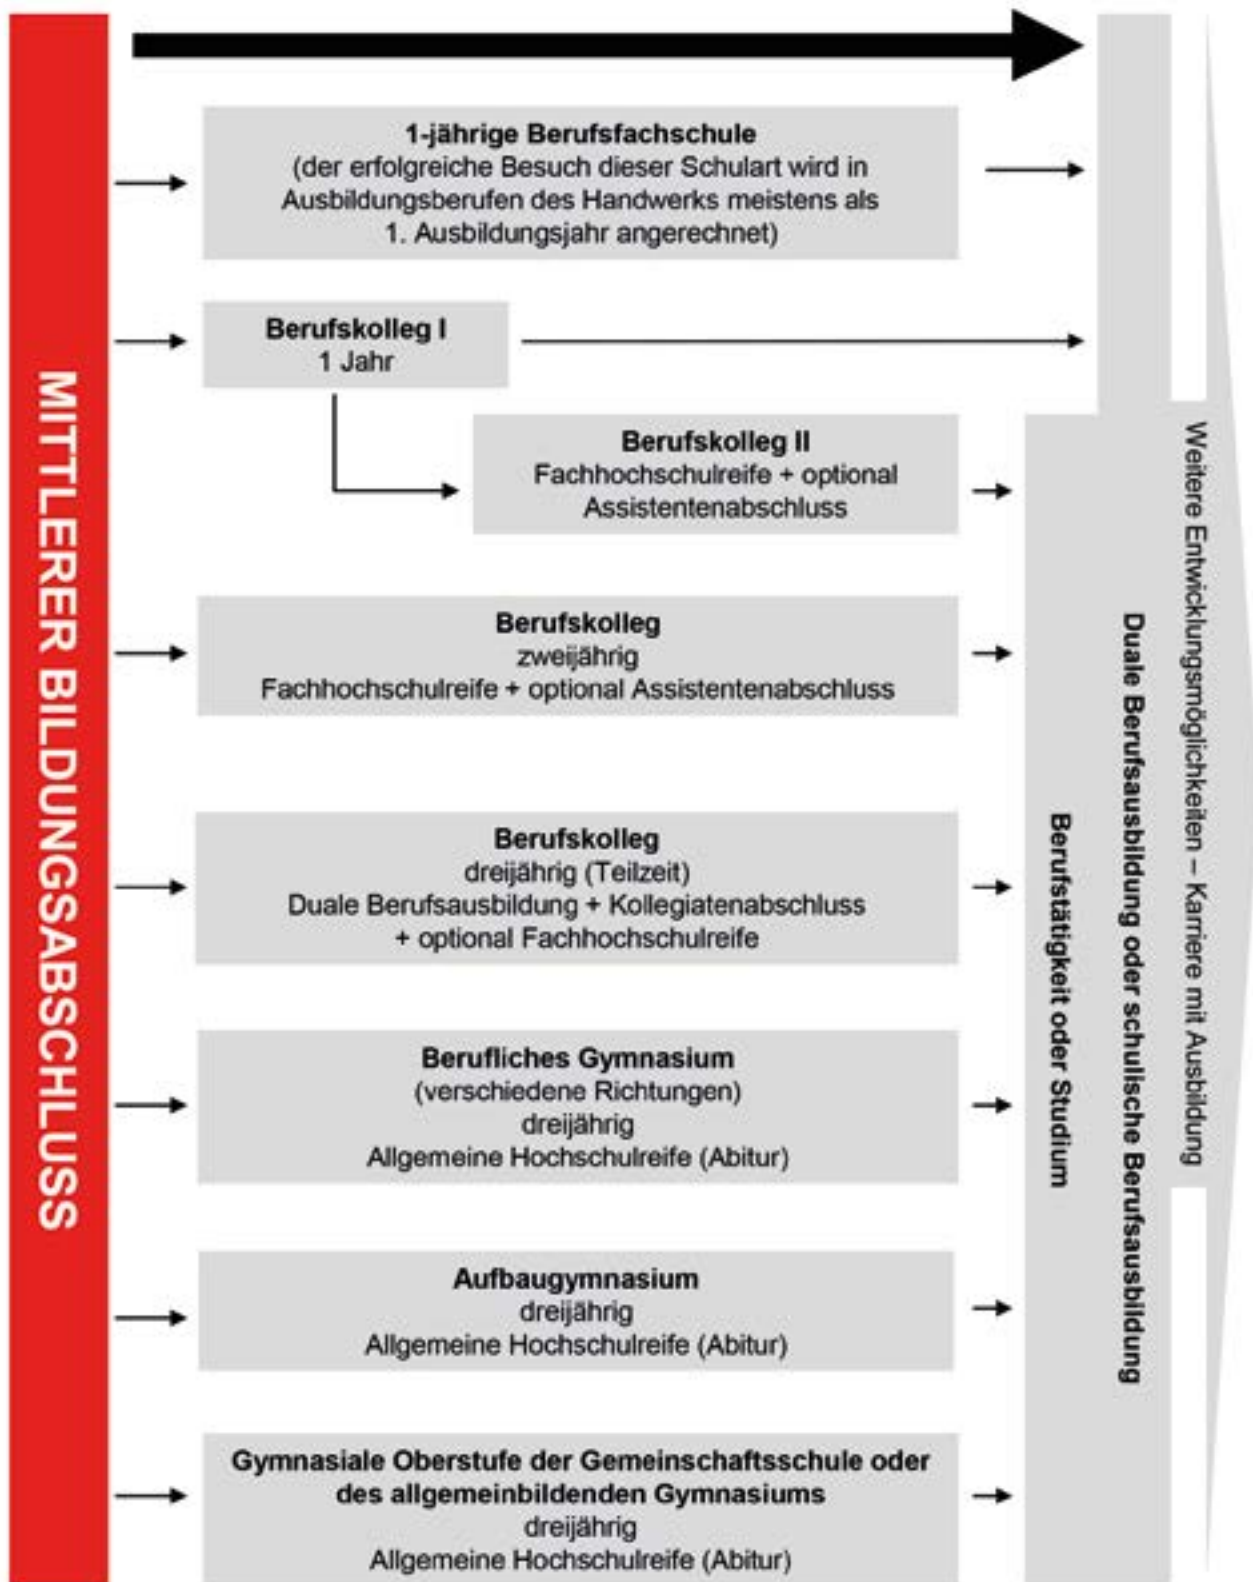 MITTLERER BILDUNGSABSCHLUSS
1-jährige Berufsfachschule
(der erfolgreiche Besuch dieser Schulart wird in
Ausbildungsberufen des Handwerks meistens als
1. Ausbildungsjahr angerechnet)
Berufskolleg I
1 Jahr
Berufskolleg II
Fachhochschulreife + optional
Assistentenabschluss
Berufskolleg
zweijährig
Fachhochschulreife + optional Assistentenabschluss
Berufskolleg
dreijährig (Teilzeit)
Duale Berufsausbildung + Kollegiatenabschluss
+ optional Fachhochschulreife
Berufliches Gymnasium
(verschiedene Richtungen)
dreijährig
Allgemeine Hochschulreife (Abitur)
Aufbaugymnasium
dreijährig
Allgemeine Hochschulreife (Abitur)
Gymnasiale Oberstufe der Gemeinschaftsschule oder
des allgemeinbildenden Gymnasiums
dreijährig
Allgemeine Hochschulreife (Abitur)
Berufstätigkeit oder Studium
Duale Berufsausbildung oder schulische Berufsausbildung
Weitere Entwicklungsmöglichkeiten – Karriere mit Ausbildung